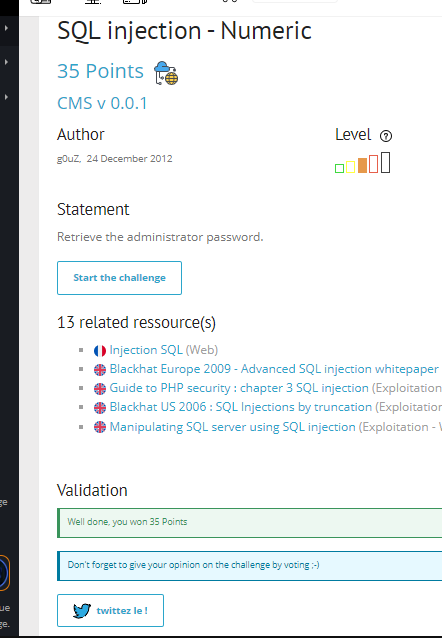 SQL injection - Numeric
35 Points
CMS v 0.0.1
Author
Level ?
g0uZ, 24 December 2012
Statement
Retrieve the administrator password.
Start the challenge
13 related ressource(s)
Injection SQL (Web)
Blackhat Europe 2009 - Advanced SQL injection whitepaper
Guide to PHP security : chapter 3 SQL injection (Exploitation
Blackhat US 2006 : SQL Injections by truncation (Exploitation
Manipulating SQL server using SQL injection (Exploitation - W
Validation
ge
Well done, you won 35 Points
Don't forget to give your opinion on the challenge by voting ;-)
ue
twittez le !
ge.